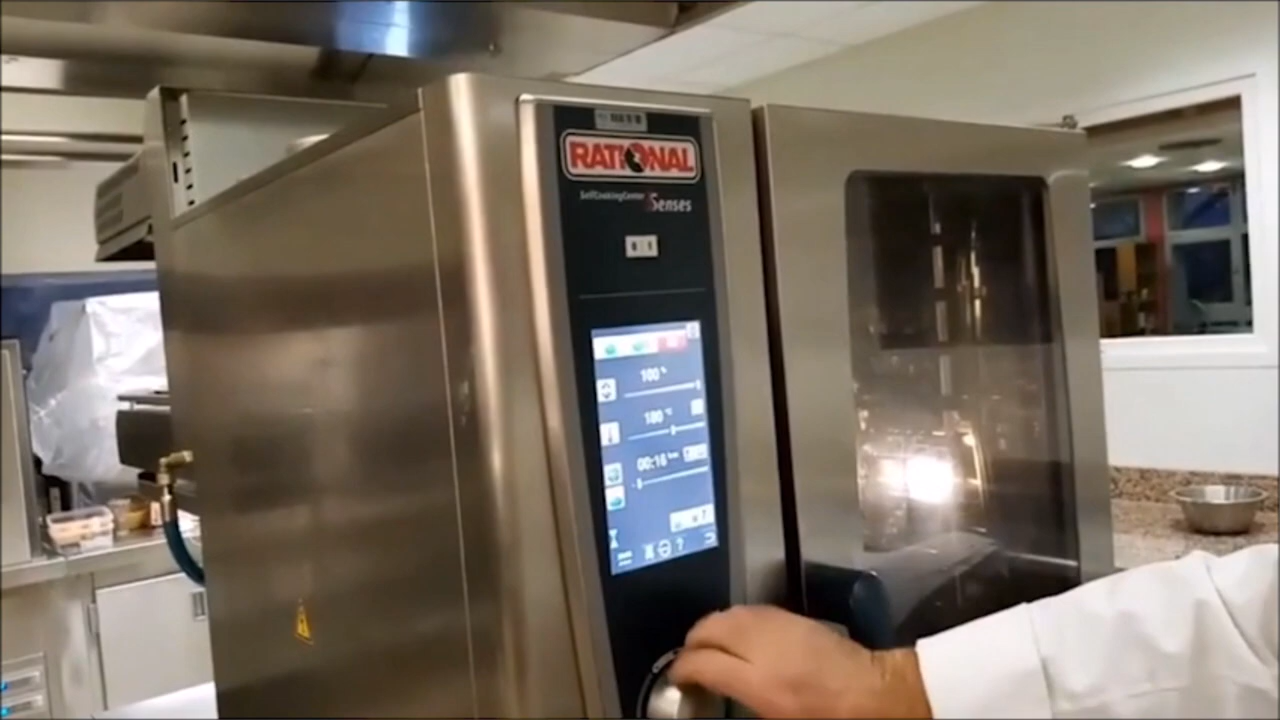 RATIONAL
SelfCookingCenter
Senses
100 %
180 °C
00:16
?